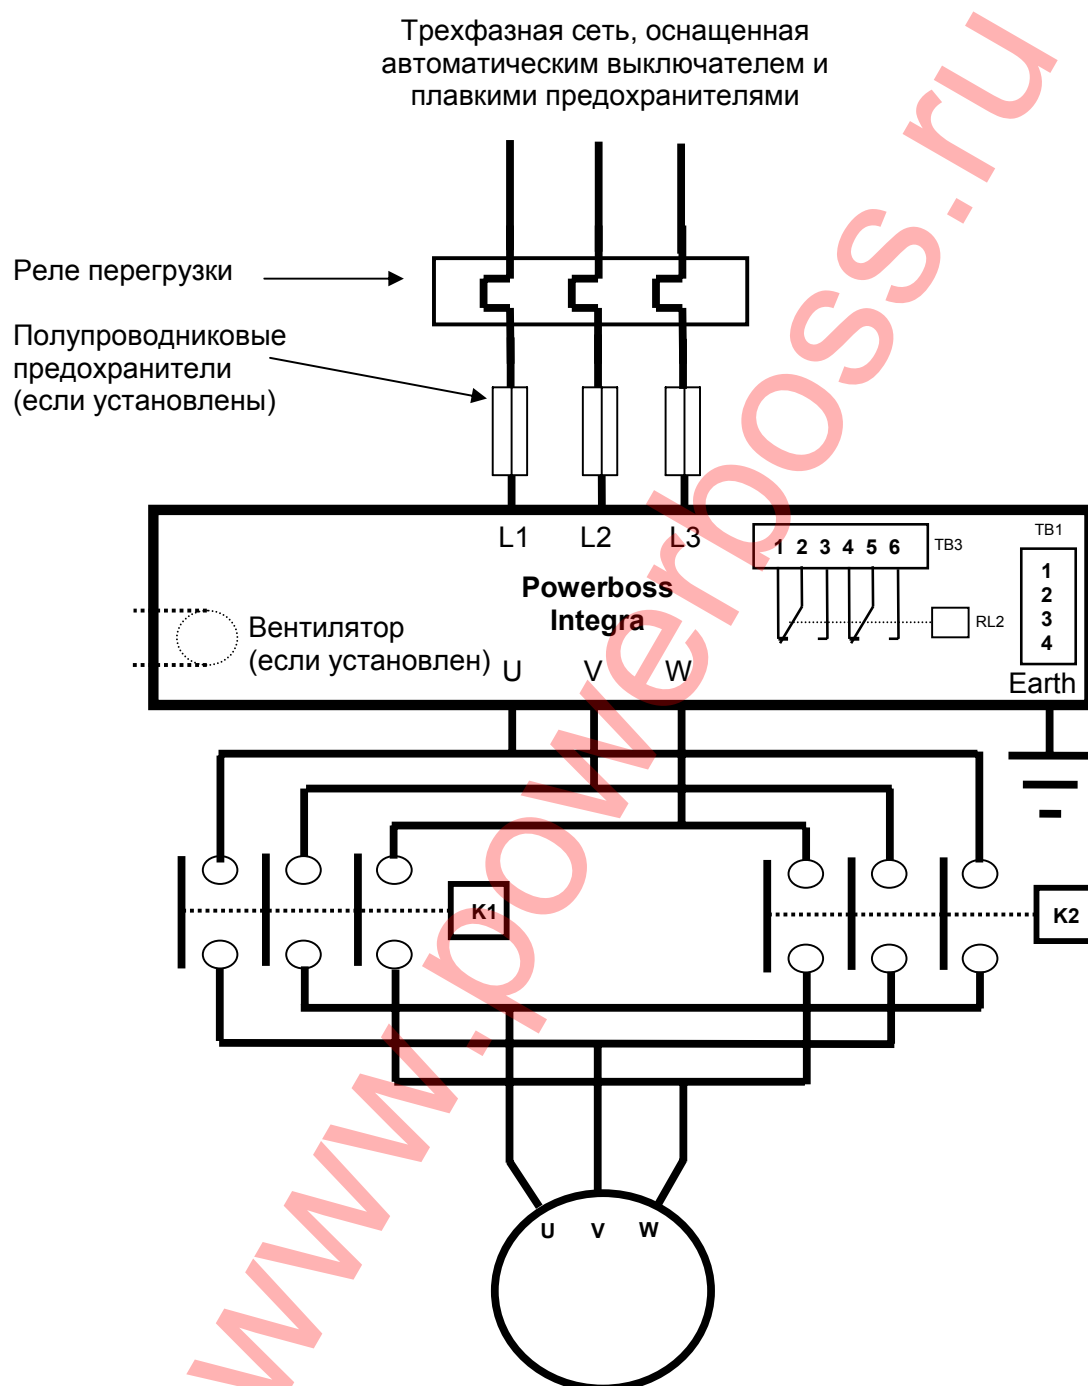 Трехфазная сеть, оснащенная
автоматическим выключателем и
плавкими предохранителями
Реле перегрузки
Полупроводниковые
предохранители
(если установлены)
L1 L2 L3
1 2 3 4 5 6
TB3
TB1
1
2
3
4
Powerboss
Integra
RL2
Вентилятор
(если установлен)
U V W
Earth
K1
K2
U V W
www.powerboss.ru